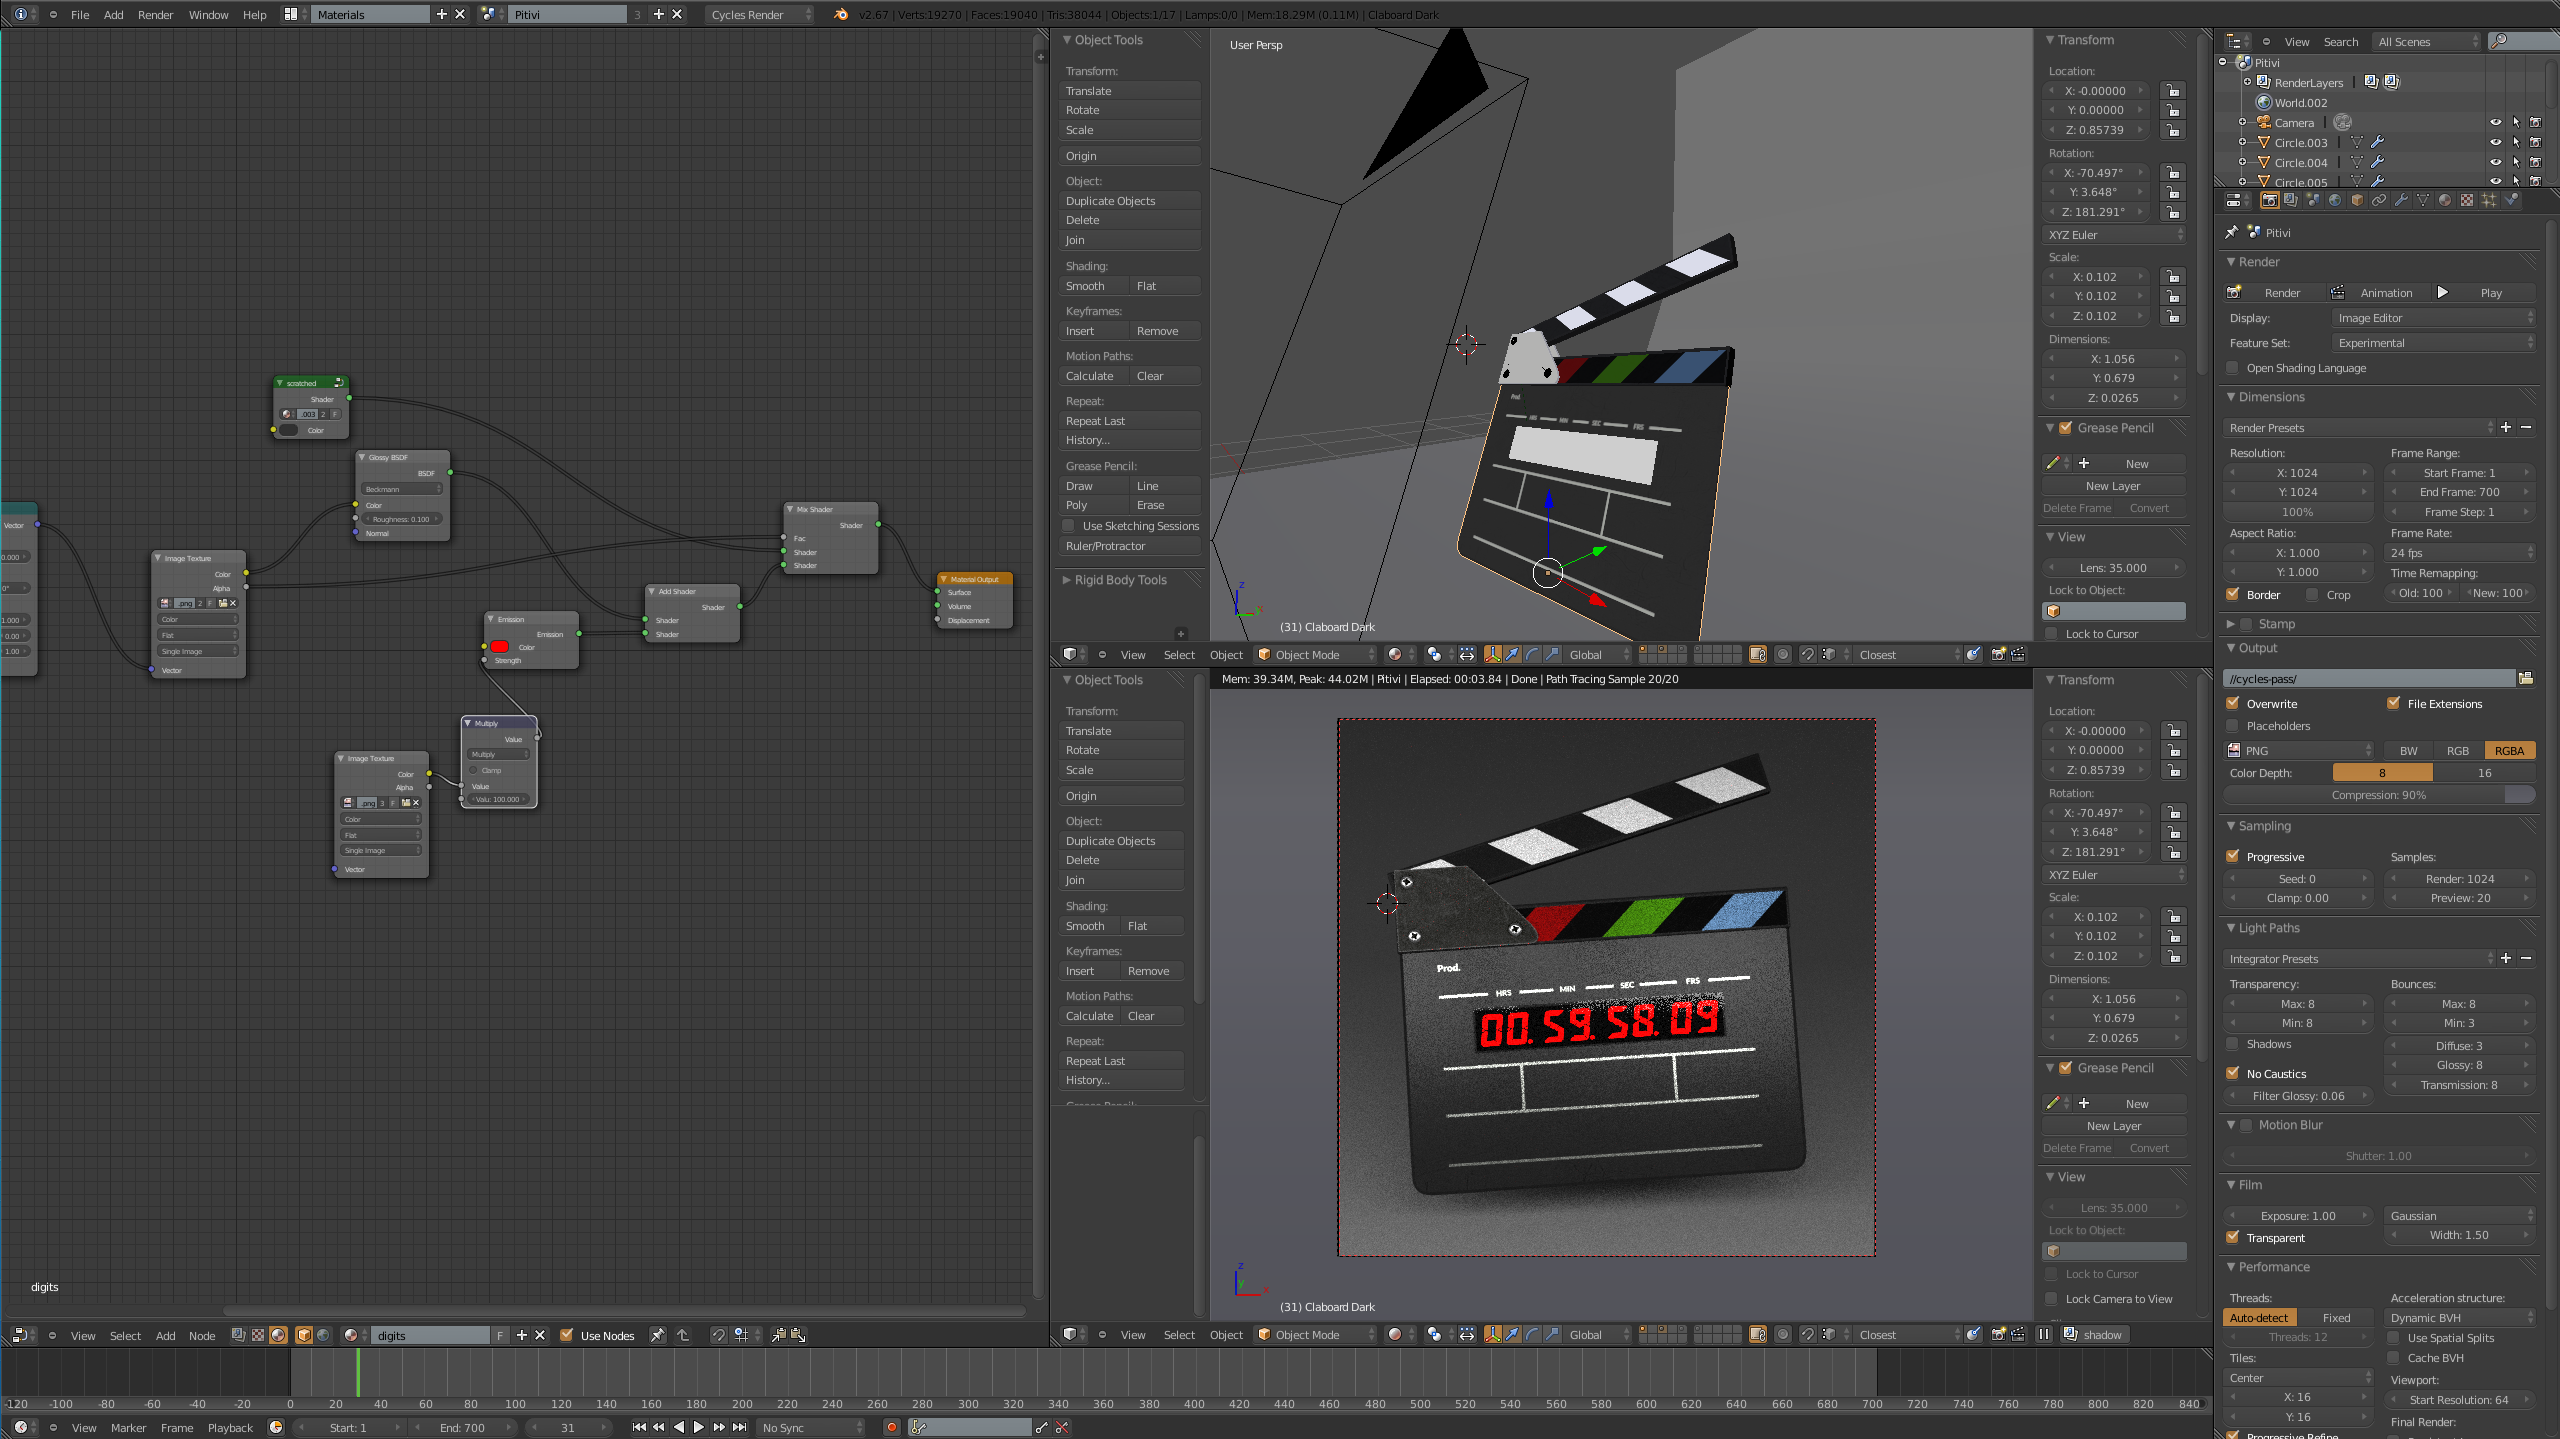 File Add Render Window Help Materials Pitivi 3 Cycles Render v2.67 | Verts:19270 | Faces:19040 | Tris:38044 | Objects:1/17 | Lamps:0/0 | Mem:18.29M (0.11M) | Claboard Dark
scratched
Shader
.003 2 F
Color
Glossy BSDF
BSDF
Beckmann
Color
Roughness: 0.100
Normal
Vector
0.000
0°
1.000
0.00
1.00
Image Texture
Color
Alpha
.png 2 F
Color
Flat
Single Image
Vector
Mix Shader
Shader
Fac
Shader
Shader
Add Shader
Shader
Shader
Shader
Material Output
Surface
Volume
Displacement
Emission
Emission
Color
Strength
Multiply
Value
Multiply
Clamp
Value
Valu: 100.000
Image Texture
Color
Alpha
.png 3 F
Color
Flat
Single Image
Vector
digits
View Select Add Node digits F Use Nodes
Object Tools
Transform:
Translate
Rotate
Scale
Origin
Object:
Duplicate Objects
Delete
Join
Shading:
Smooth Flat
Keyframes:
Insert Remove
Motion Paths:
Calculate Clear
Repeat:
Repeat Last
History...
Grease Pencil:
Draw Line
Poly Erase
Use Sketching Sessions
Ruler/Protractor
Rigid Body Tools
User Persp
Prod.
HRS MIN SEC FRS
(31) Claboard Dark
View Select Object Object Mode Global Closest
Transform
Location:
X: -0.00000
Y: 0.00000
Z: 0.85739
Rotation:
X: -70.497°
Y: 3.648°
Z: 181.291°
XYZ Euler
Scale:
X: 0.102
Y: 0.102
Z: 0.102
Dimensions:
X: 1.056
Y: 0.679
Z: 0.0265
Grease Pencil
New
New Layer
Delete Frame Convert
View
Lens: 35.000
Lock to Object:
Lock to Cursor
Object Tools
Transform:
Translate
Rotate
Scale
Origin
Object:
Duplicate Objects
Delete
Join
Shading:
Smooth Flat
Keyframes:
Insert Remove
Motion Paths:
Calculate Clear
Repeat:
Repeat Last
History...
Grease Pencil:
Mem: 39.34M, Peak: 44.02M | Pitivi | Elapsed: 00:03.84 | Done | Path Tracing Sample 20/20
Prod.
HRS MIN SEC FRS
00. 59. 58. 09
(31) Claboard Dark
View Select Object Object Mode Global Closest shadow
Transform
Location:
X: -0.00000
Y: 0.00000
Z: 0.85739
Rotation:
X: -70.497°
Y: 3.648°
Z: 181.291°
XYZ Euler
Scale:
X: 0.102
Y: 0.102
Z: 0.102
Dimensions:
X: 1.056
Y: 0.679
Z: 0.0265
Grease Pencil
New
New Layer
Delete Frame Convert
View
Lens: 35.000
Lock to Object:
Lock to Cursor
Lock Camera to View
View Search All Scenes
Pitivi
RenderLayers
World.002
Camera
Circle.003
Circle.004
Circle.005
Pitivi
Render
Render Animation Play
Display: Image Editor
Feature Set: Experimental
Open Shading Language
Dimensions
Render Presets
Resolution: Frame Range:
X: 1024 Start Frame: 1
Y: 1024 End Frame: 700
100% Frame Step: 1
Aspect Ratio: Frame Rate:
X: 1.000 24 fps
Y: 1.000 Time Remapping:
Border Crop Old: 100 New: 100
Stamp
Output
//cycles-pass/
Overwrite File Extensions
Placeholders
PNG BW RGB RGBA
Color Depth: 8 16
Compression: 90%
Sampling
Progressive Samples:
Seed: 0 Render: 1024
Clamp: 0.00 Preview: 20
Light Paths
Integrator Presets
Transparency: Bounces:
Max: 8 Max: 8
Min: 8 Min: 3
Shadows Diffuse: 3
Glossy: 8
No Caustics Transmission: 8
Filter Glossy: 0.06
Motion Blur
Shutter: 1.00
Film
Exposure: 1.00 Gaussian
Transparent Width: 1.50
Performance
Threads: Acceleration structure:
Auto-detect Fixed Dynamic BVH
Threads: 12 Use Spatial Splits
Tiles: Cache BVH
Center Viewport:
X: 16 Start Resolution: 64
Y: 16 Final Render:
Progressive Refine
-120 -100 -80 -60 -40 -20 0 20 40 60 80 100 120 140 160 180 200 220 240 260 280 300 320 340 360 380 400 420 440 460 480 500 520 540 560 580 600 620 640 660 680 700 720 740 760 780 800 820 840
View Marker Frame Playback Start: 1 End: 700 31 No Sync